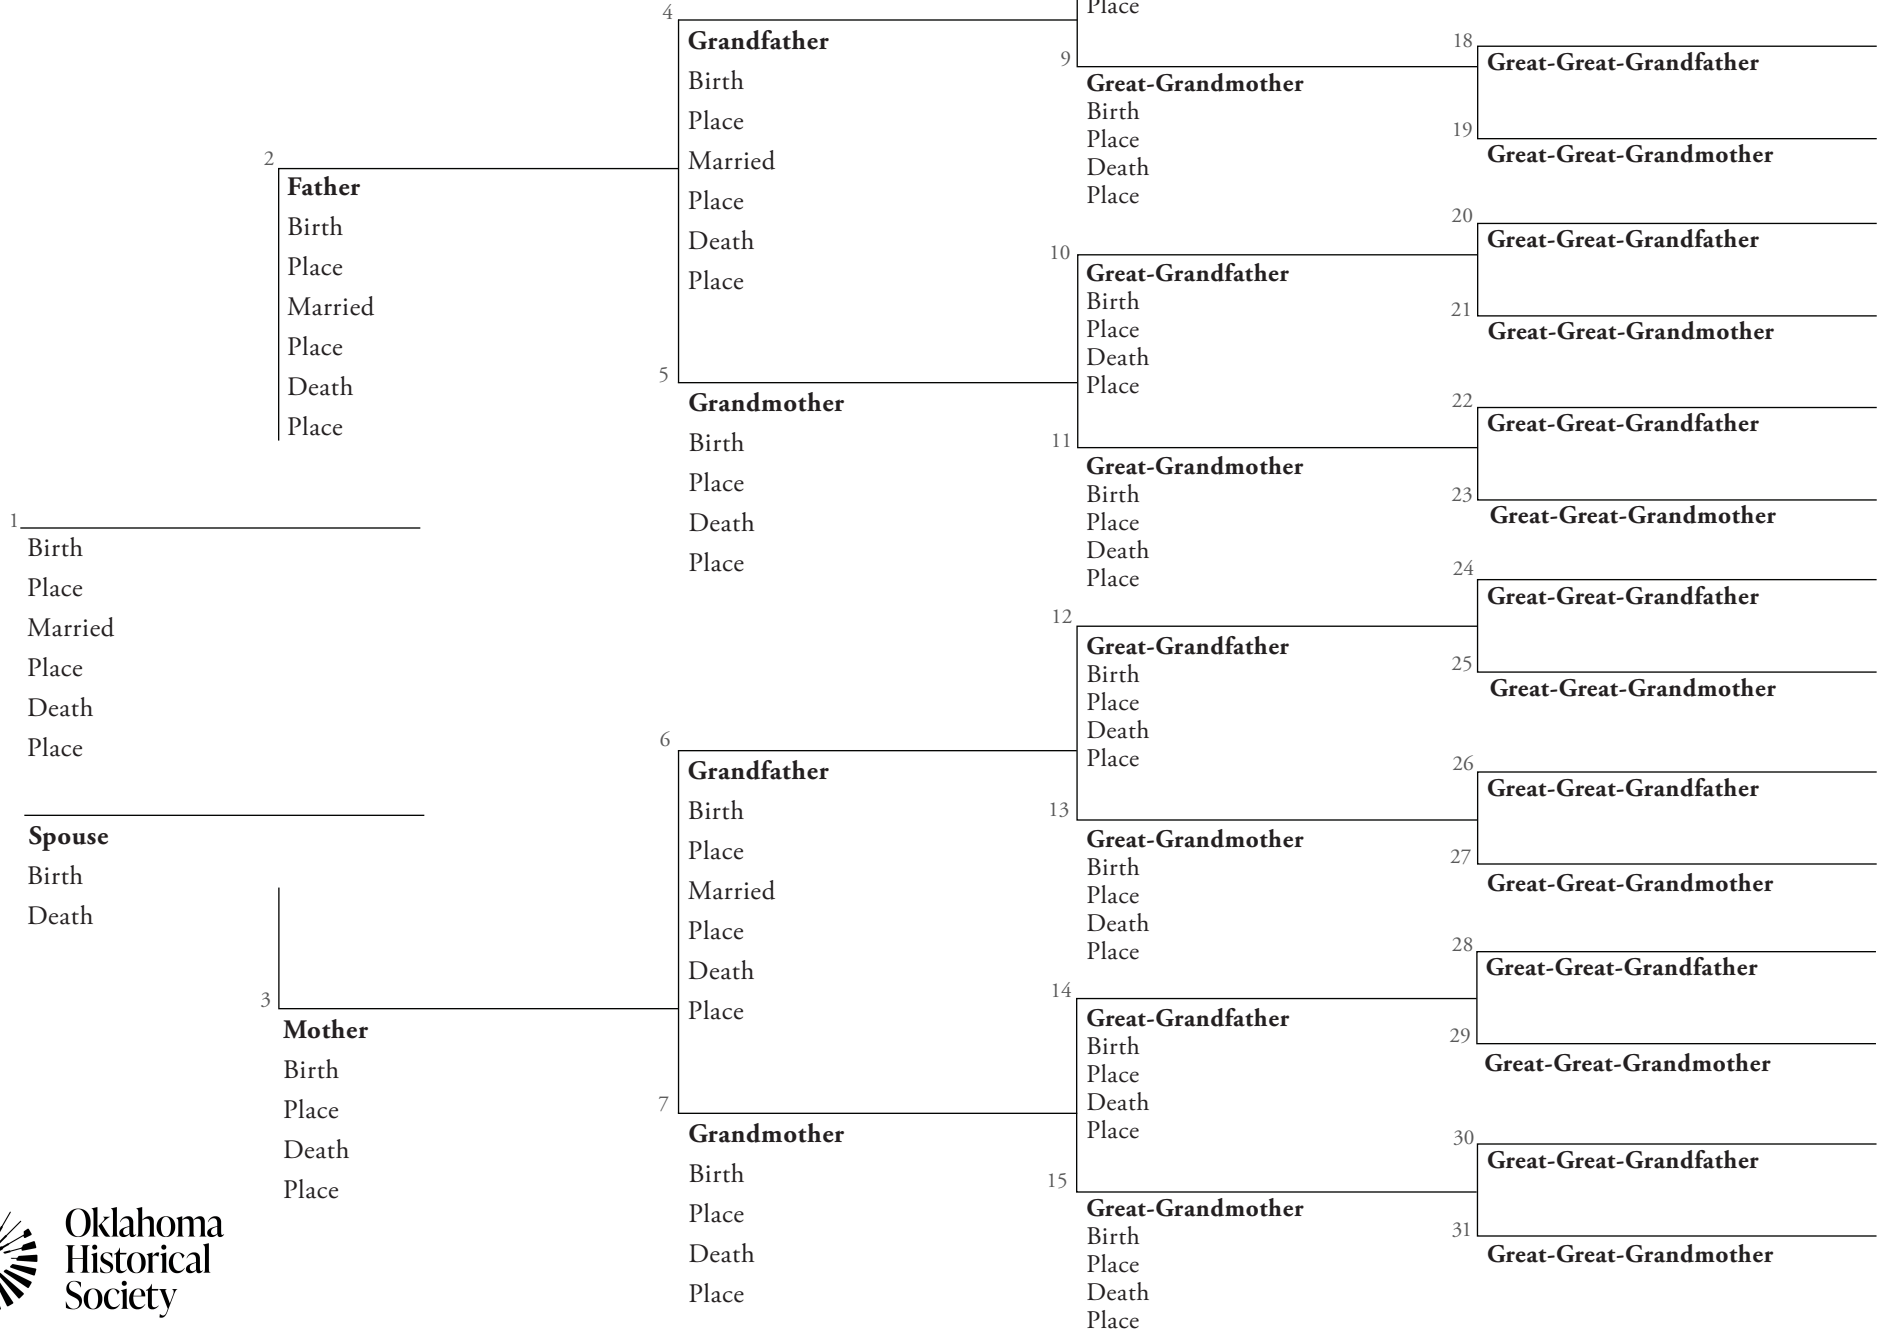 1
Birth
Place
Married
Place
Death
Place
Spouse
Birth
Death
2
Father
Birth
Place
Married
Place
Death
Place
3
Mother
Birth
Place
Death
Place
4
Grandfather
Birth
Place
Married
Place
Death
Place
5
Grandmother
Birth
Place
Death
Place
6
Grandfather
Birth
Place
Married
Place
Death
Place
7
Grandmother
Birth
Place
Death
Place
Place
9
Great-Grandmother
Birth
Place
Death
Place
10
Great-Grandfather
Birth
Place
Death
Place
11
Great-Grandmother
Birth
Place
Death
Place
12
Great-Grandfather
Birth
Place
Death
Place
13
Great-Grandmother
Birth
Place
Death
Place
14
Great-Grandfather
Birth
Place
Death
Place
15
Great-Grandmother
Birth
Place
Death
Place
18
Great-Great-Grandfather
19
Great-Great-Grandmother
20
Great-Great-Grandfather
21
Great-Great-Grandmother
22
Great-Great-Grandfather
23
Great-Great-Grandmother
24
Great-Great-Grandfather
25
Great-Great-Grandmother
26
Great-Great-Grandfather
27
Great-Great-Grandmother
28
Great-Great-Grandfather
29
Great-Great-Grandmother
30
Great-Great-Grandfather
31
Great-Great-Grandmother
Oklahoma
Historical
Society